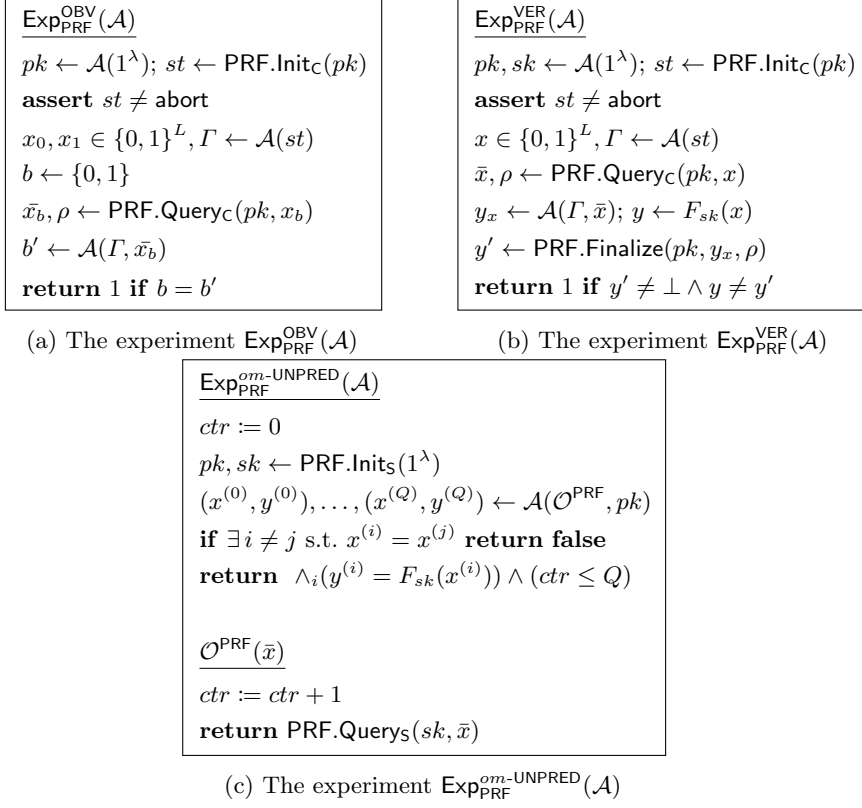 Exp^OBV_PRF(𝒜)
pk ← 𝒜(1^λ); st ← PRF.Init_C(pk)
assert st ≠ abort
x_0, x_1 ∈ {0, 1}^L, Γ ← 𝒜(st)
b ← {0, 1}
x̄_b, ρ ← PRF.Query_C(pk, x_b)
b′ ← 𝒜(Γ, x̄_b)
return 1 if b = b′
(a) The experiment Exp^OBV_PRF(𝒜)
Exp^VER_PRF(𝒜)
pk, sk ← 𝒜(1^λ); st ← PRF.Init_C(pk)
assert st ≠ abort
x ∈ {0, 1}^L, Γ ← 𝒜(st)
x̄, ρ ← PRF.Query_C(pk, x)
y_x ← 𝒜(Γ, x̄); y ← F_sk(x)
y′ ← PRF.Finalize(pk, y_x, ρ)
return 1 if y′ ≠ ⊥ ∧ y ≠ y′
(b) The experiment Exp^VER_PRF(𝒜)
Exp^om-UNPRED_PRF(𝒜)
ctr := 0
pk, sk ← PRF.Init_S(1^λ)
(x^(0), y^(0)), . . . , (x^(Q), y^(Q)) ← 𝒜(𝒪^PRF, pk)
if ∃ i ≠ j s.t. x^(i) = x^(j) return false
return ∧_i(y^(i) = F_sk(x^(i))) ∧ (ctr ≤ Q)
𝒪^PRF(x̄)
ctr := ctr + 1
return PRF.Query_S(sk, x̄)
(c) The experiment Exp^om-UNPRED_PRF(𝒜)